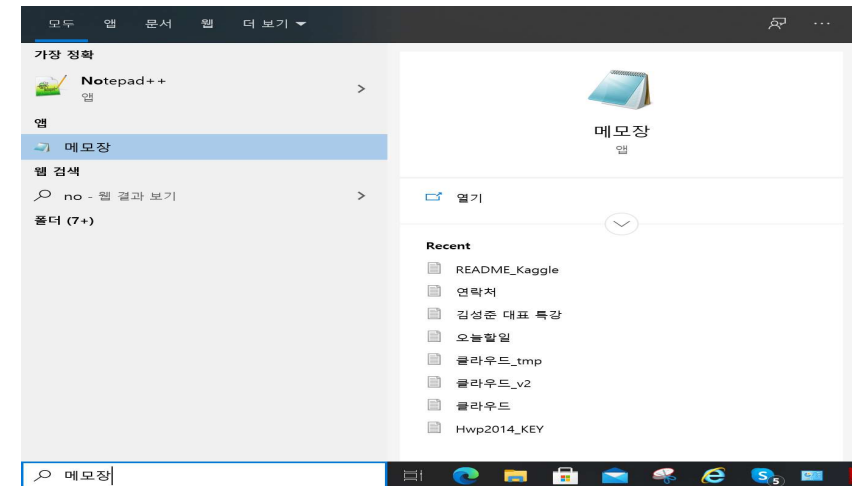 모두 앱 문서 웹 더 보기
가장 정확
Notepad++
앱
앱
메모장
웹 검색
no - 웹 결과 보기
폴더 (7+)
메모장
메모장
앱
열기
Recent
README_Kaggle
연락처
김성준 대표 특강
오늘할일
클라우드_tmp
클라우드_v2
클라우드
Hwp2014_KEY
S 5